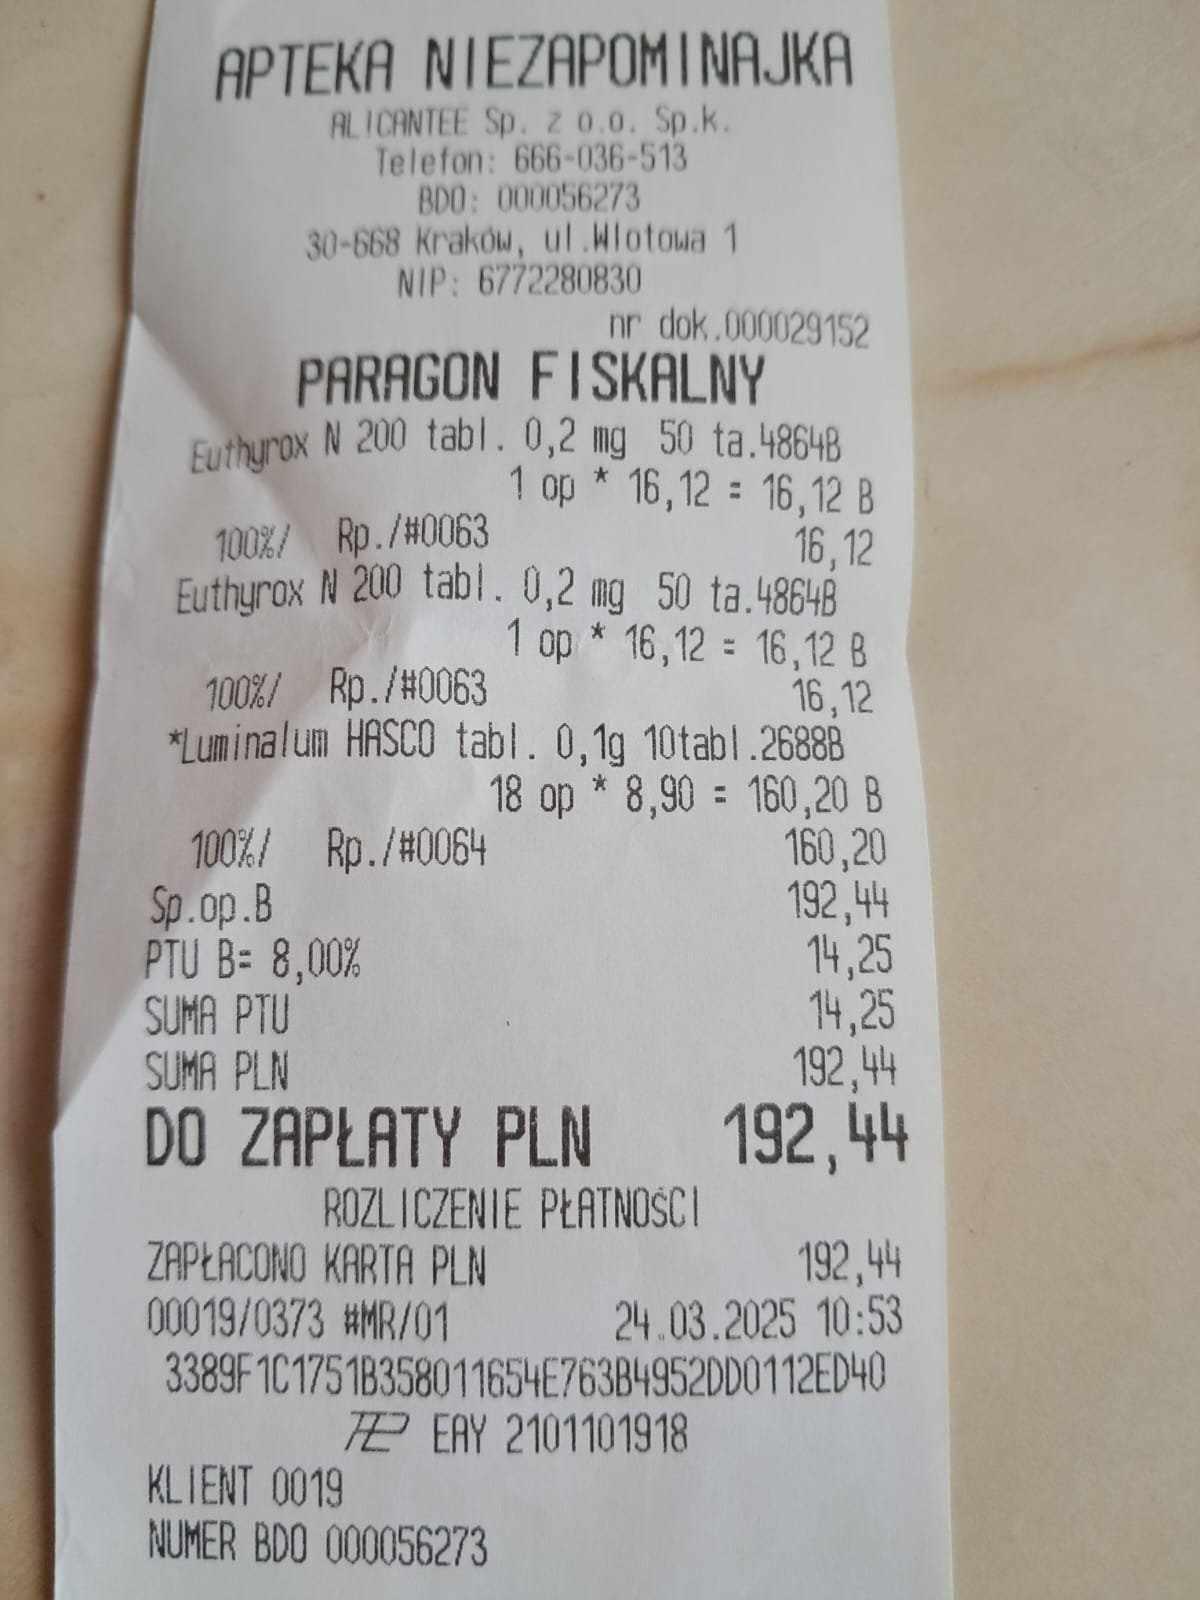 APTEKA NIEZAPOMINAJKA
ALICANTEE Sp. z o.o. Sp.k.
Telefon: 666-036-513
BDO: 000056273
30-668 Kraków, ul.Wlotowa 1
NIP: 6772280830
nr dok.000029152
PARAGON FISKALNY
Euthyrox N 200 tabl. 0,2 mg 50 ta.4864B
1 op * 16,12 = 16,12 B
100%/ Rp./#0063 16,12
Euthyrox N 200 tabl. 0,2 mg 50 ta.4864B
1 op * 16,12 = 16,12 B
100%/ Rp./#0063 16,12
*Luminalum HASCO tabl. 0,1g 10tabl.2688B
18 op * 8,90 = 160,20 B
100%/ Rp./#0064 160,20
Sp.op.B 192,44
PTU B= 8,00% 14,25
SUMA PTU 14,25
SUMA PLN 192,44
DO ZAPŁATY PLN 192,44
ROZLICZENIE PŁATNOŚCI
ZAPŁACONO KARTA PLN 192,44
00019/0373 #MR/01 24.03.2025 10:53
3389F1C1751B358011654E763B4952DD0112ED40
EAY 2101101918
KLIENT 0019
NUMER BDO 000056273